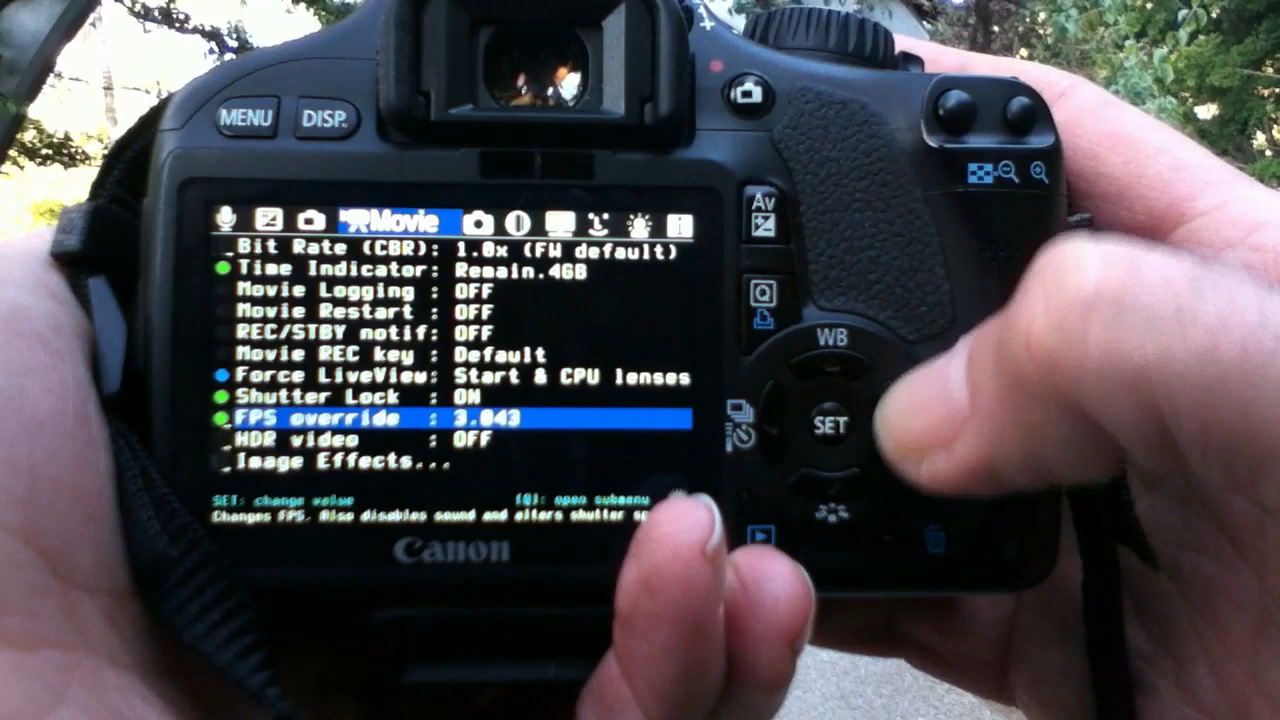 MENU DISP.
Movie
Bit Rate (CBR): 1.0x (FW default)
Time Indicator: Remain.4GB
Movie Logging : OFF
Movie Restart : OFF
REC/STBY notif: OFF
Movie REC key : Default
Force LiveView: Start & CPU lenses
Shutter Lock : ON
FPS override : 3.043
HDR video : OFF
Image Effects...
SET: change value [Q]: open submenu
Changes FPS. Also disables sound and alters shutter
Canon
Av
Q
WB
SET